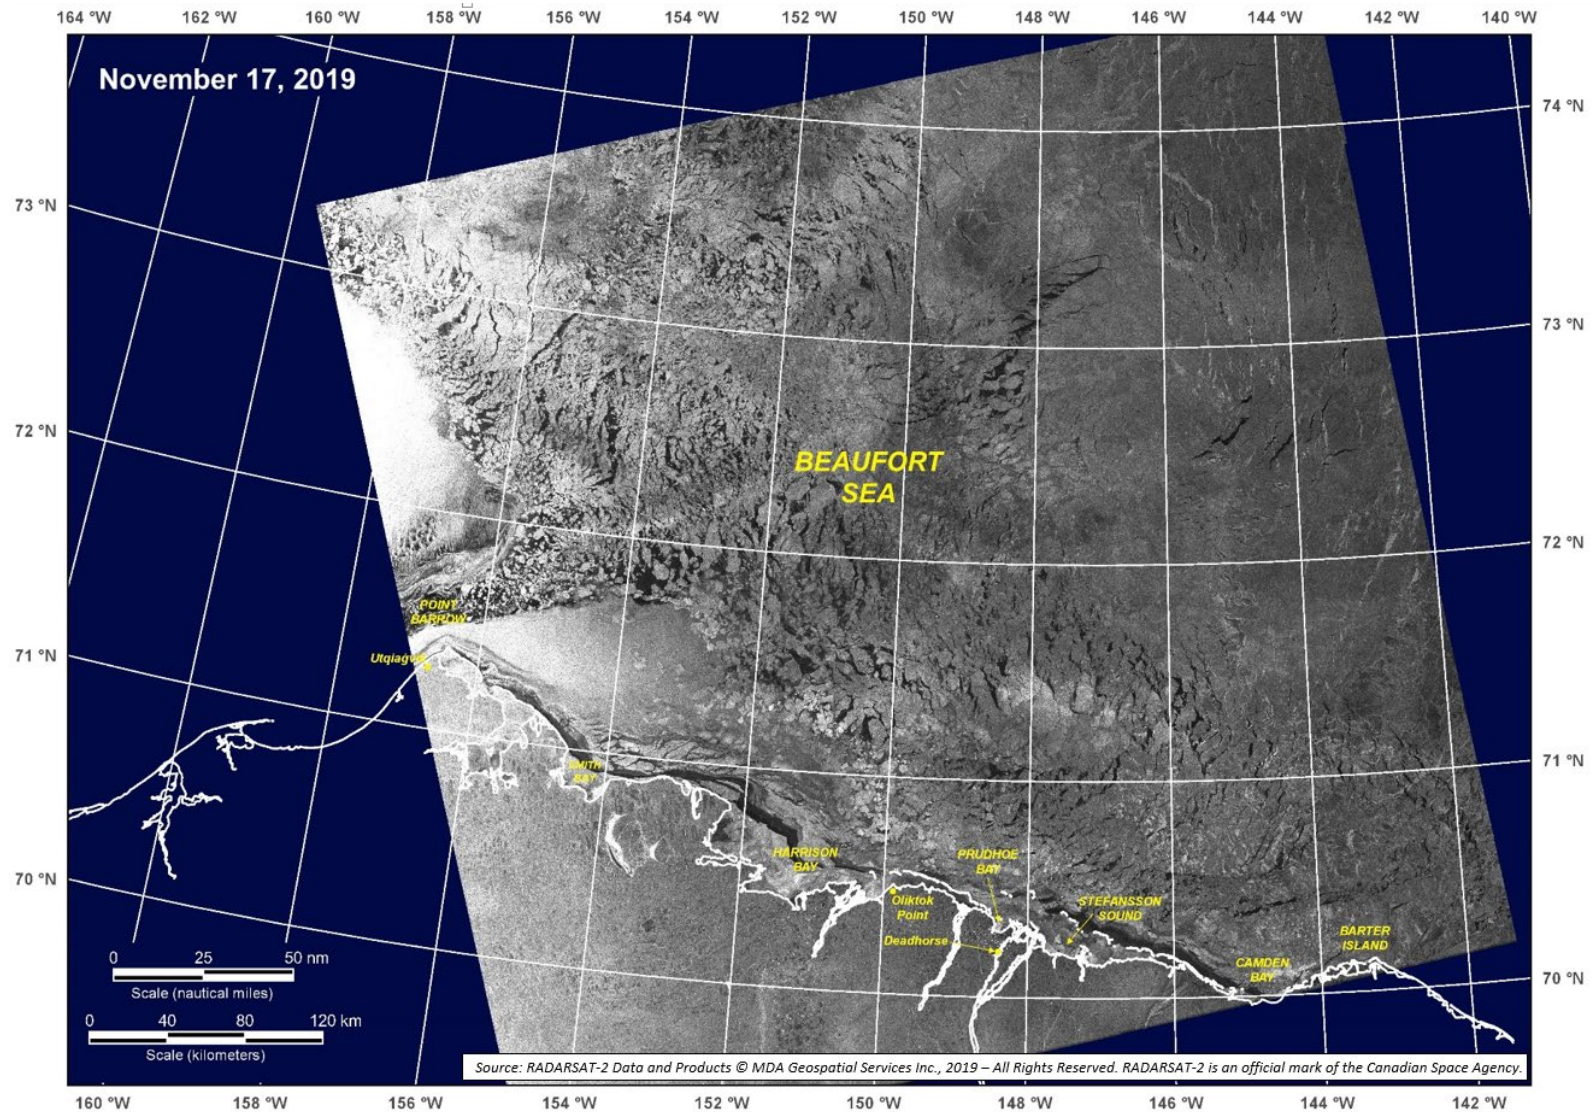 164 °W 162 °W 160 °W 158 °W 156 °W 154 °W 152 °W 150 °W 148 °W 146 °W 144 °W 142 °W 140 °W
November 17, 2019
74 °N
73 °N
73 °N
72 °N
BEAUFORT
SEA
72 °N
POINT
BARROW
71 °N
71 °N
SMITH
BAY
HARRISON
BAY
PRUDHOE
BAY
70 °N
Oliktok
Point
STEFANSSON
SOUND
Deadhorse
BARTER
ISLAND
CAMDEN
BAY
70 °N
0 25 50 nm
Scale (nautical miles)
0 40 80 120 km
Scale (kilometers)
Source: RADARSAT-2 Data and Products © MDA Geospatial Services Inc., 2019 – All Rights Reserved. RADARSAT-2 is an official mark of the Canadian Space Agency.
160 °W 158 °W 156 °W 154 °W 152 °W 150 °W 148 °W 146 °W 144 °W 142 °W